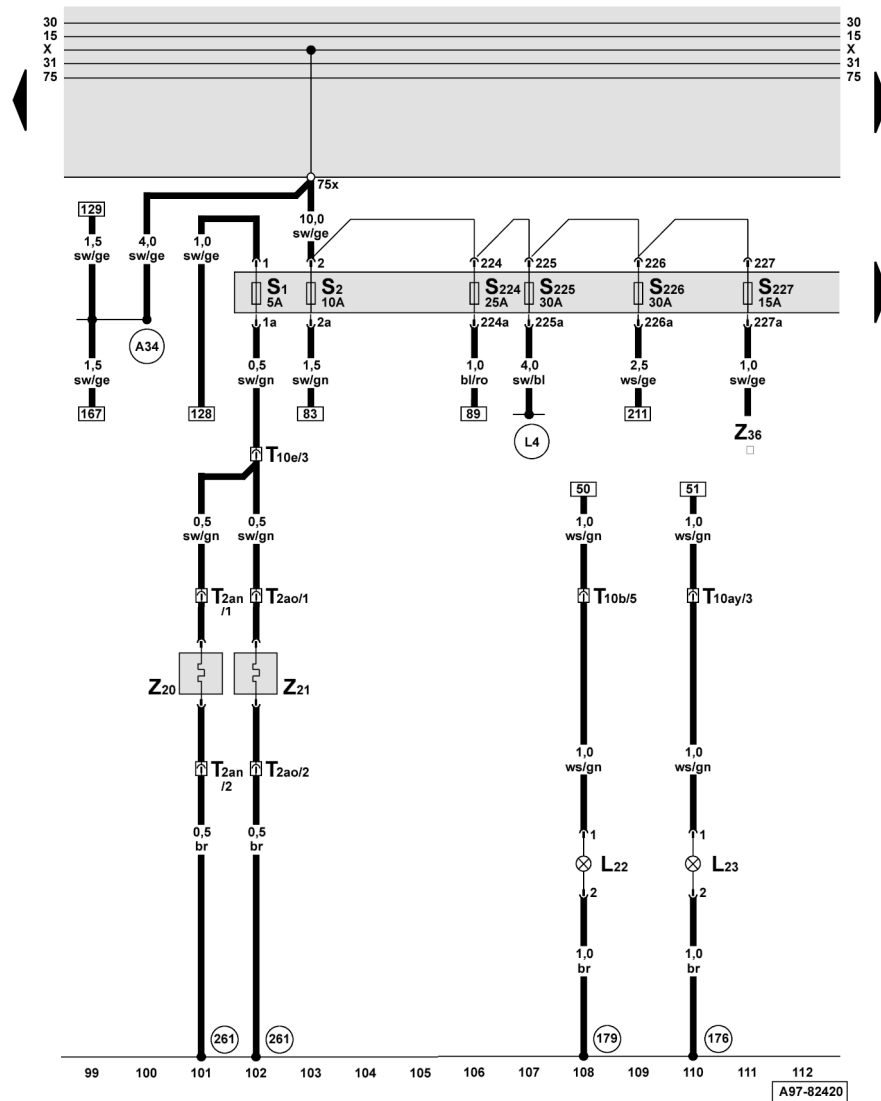 30 30
15 15
X X
31 31
75 75
75x
129
1,5 4,0 1,0 10,0
sw/ge sw/ge sw/ge sw/ge
1 2 224 225 226 227
S1 S2 S224 S225 S226 S227
5A 10A 25A 30A 30A 15A
1a 2a 224a 225a 226a 227a
A34
1,5 0,5 1,5 1,0 4,0 2,5 1,0
sw/ge sw/gn sw/gn bl/ro sw/bl ws/ge sw/ge
167 128 83 89 211
L4 Z36
T10e/3
50 51
0,5 0,5 1,0 1,0
sw/gn sw/gn ws/gn ws/gn
T2an T2ao/1 T10b/5 T10ay/3
/1
Z20 Z21
1,0 1,0
ws/gn ws/gn
T2an T2ao/2
/2
0,5 0,5 1 1
br br
L22 L23
2 2
1,0 1,0
br br
261 261 179 176
99 100 101 102 103 104 105 106 107 108 109 110 111 112
A97-82420